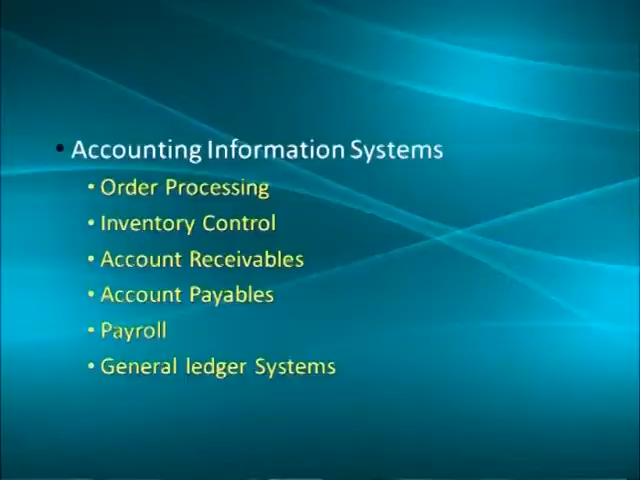 • Accounting Information Systems
• Order Processing
• Inventory Control
• Account Receivables
• Account Payables
• Payroll
• General ledger Systems